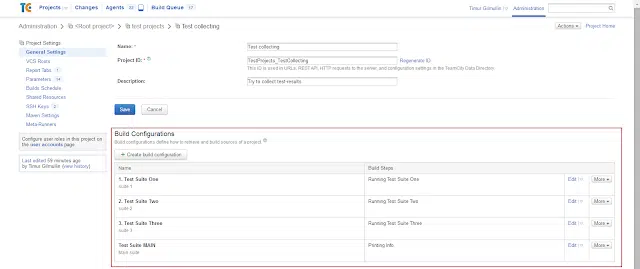 TC Projects Changes Agents Build Queue Timur Gilmullin Administration
Administration > <Root project> > test projects > Test collecting Actions Project Home
Project Settings
General Settings
VCS Roots
Report Tabs 1
Parameters
Builds Schedule
Shared Resources
SSH Keys
Maven Settings
Meta-Runners
Configure user roles in this project on
the user accounts page
Last edited 59 minutes ago
by Timur Gilmullin (view history)
Name: * Test collecting
Project ID: * TestProjects_TestCollecting Regenerate ID
This ID is used in URLs, REST API, HTTP requests to the server, and configuration settings in the TeamCity Data Directory.
Description: Try to collect test-results
Save Cancel
Build Configurations
Build configurations define how to retrieve and build sources of a project.
+ Create build configuration
Name Build Steps
1. Test Suite One Running Test Suite One Edit More
suite 1
2. Test Suite Two Running Test Suite Two Edit More
suite 2
3. Test Suite Three Running Test Suite Three Edit More
suite 3
Test Suite MAIN Printing info. Edit More
Main suite